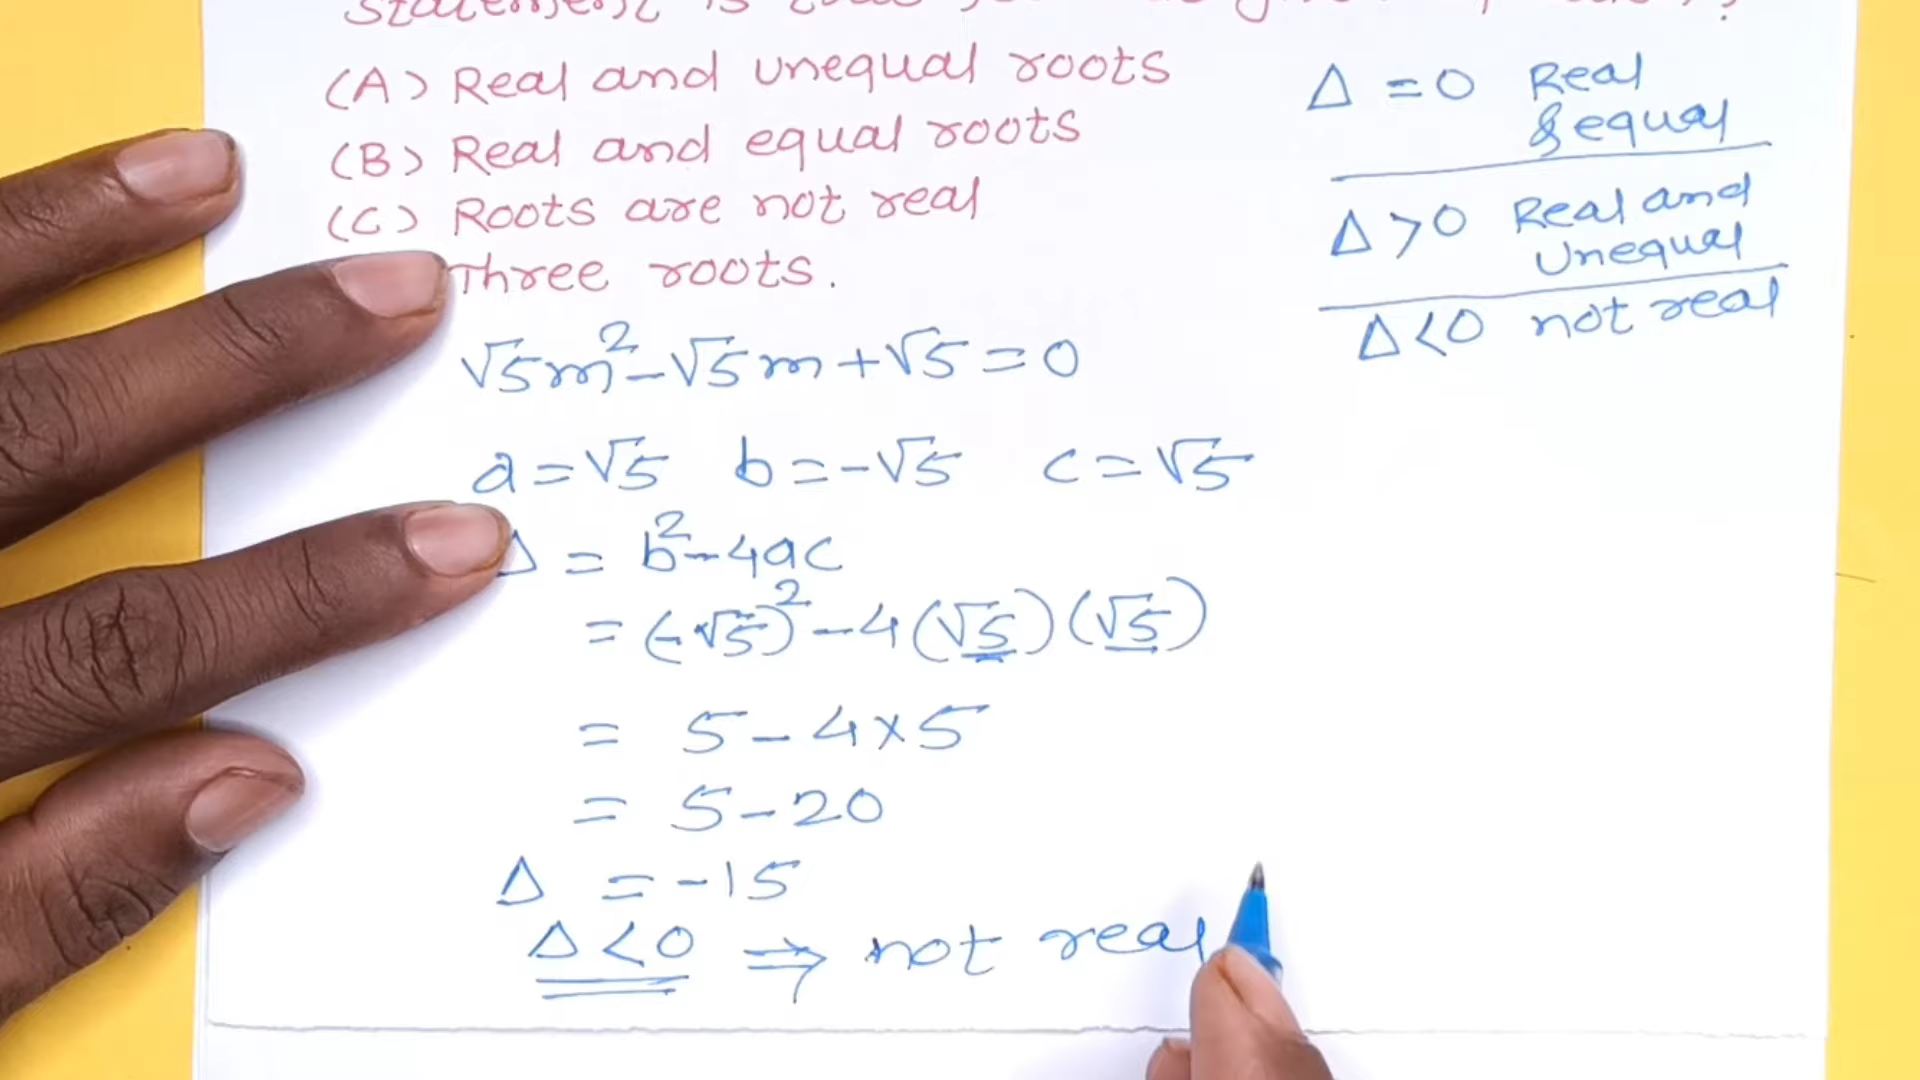 statement is
(A) Real and unequal roots
(B) Real and equal roots
(C) Roots are not real
Three roots.
Δ = 0 Real
& equal
Δ > 0 Real and
Unequal
Δ < 0 not real
√5m² - √5m + √5 = 0
a = √5 b = -√5 c = √5
Δ = b² - 4ac
= (-√5)² - 4(√5)(√5)
= 5 - 4 × 5
= 5 - 20
Δ = -15
Δ < 0 ⇒ not real